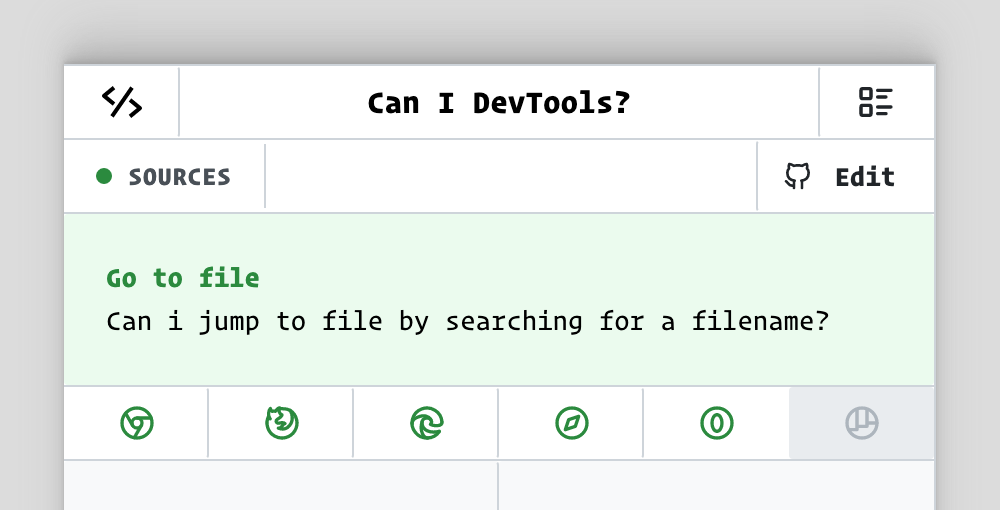 Can I DevTools?
SOURCES
Edit
Go to file
Can i jump to file by searching for a filename?